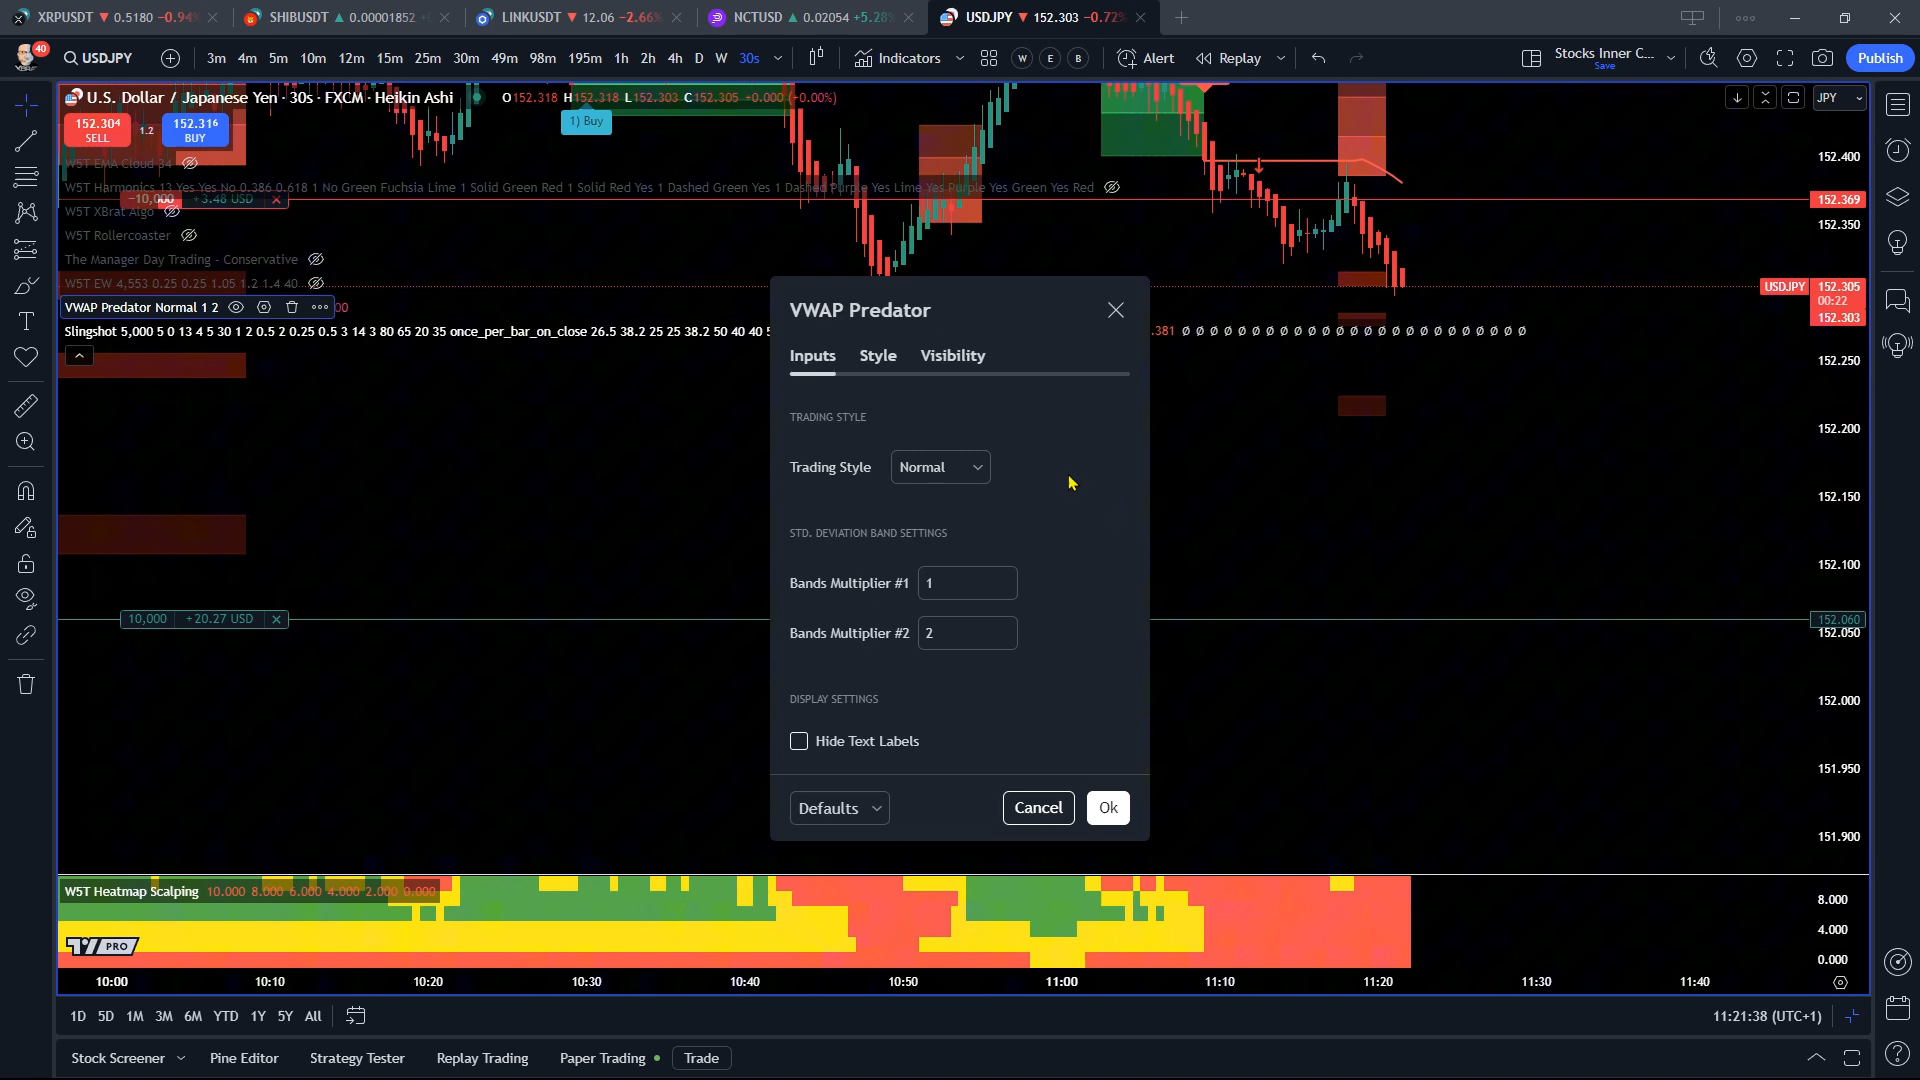 XRPUSDT ▼ 0.5180 −0.94%
SHIBUSDT ▲ 0.00001852
LINKUSDT ▼ 12.06 −2.66%
NCTUSD ▲ 0.02054 +5.28%
USDJPY ▼ 152.303 −0.72%
40
USDJPY
3m 4m 5m 10m 12m 15m 25m 30m 49m 98m 195m 1h 2h 4h D W 30s
Indicators
W E B
Alert
Replay
Stocks Inner C...
Save
Publish
U.S. Dollar / Japanese Yen · 30s · FXCM · Heikin Ashi
O152.318 H152.318 L152.303 C152.305 +0.000 (−0.00%)
JPY
152.304
SELL
1.2
152.316
BUY
1) Buy
W5T EMA Cloud 34
W5T Harmonics 13 Yes Yes No 0.386 0.618 1 No Green Fuchsia Lime 1 Solid Green Red 1 Solid Red Yes 1 Dashed Green Yes 1 Dashed Purple Yes Lime Yes Purple Yes Green Yes Red
−10,000 +3.48 USD
W5T XBrat Algo
W5T Rollercoaster
The Manager Day Trading - Conservative
W5T EW 4,553 0.25 0.25 1.05 1.2 1.4 40
VWAP Predator Normal 1 2
00
Slingshot 5,000 5 0 13 4 5 30 1 2 0.5 2 0.25 0.5 3 14 3 80 65 20 35 once_per_bar_on_close 26.5 38.2 25 25 38.2 50 40 40 5
.381 Ø Ø Ø Ø Ø Ø Ø Ø Ø Ø Ø Ø Ø Ø Ø Ø Ø Ø Ø Ø Ø Ø Ø Ø Ø
152.400
152.369
152.350
USDJPY 152.305
00:22
152.303
152.250
152.200
152.150
152.100
152.060
152.050
152.000
151.950
151.900
10,000 +20.27 USD
VWAP Predator
Inputs Style Visibility
TRADING STYLE
Trading Style Normal
STD. DEVIATION BAND SETTINGS
Bands Multiplier #1 1
Bands Multiplier #2 2
DISPLAY SETTINGS
Hide Text Labels
Defaults Cancel Ok
W5T Heatmap Scalping 10.000 8.000 6.000 4.000 2.000 0.000
8.000
4.000
0.000
PRO
10:00 10:10 10:20 10:30 10:40 10:50 11:00 11:10 11:20 11:30 11:40
1D 5D 1M 3M 6M YTD 1Y 5Y All
11:21:38 (UTC+1)
Stock Screener Pine Editor Strategy Tester Replay Trading Paper Trading Trade